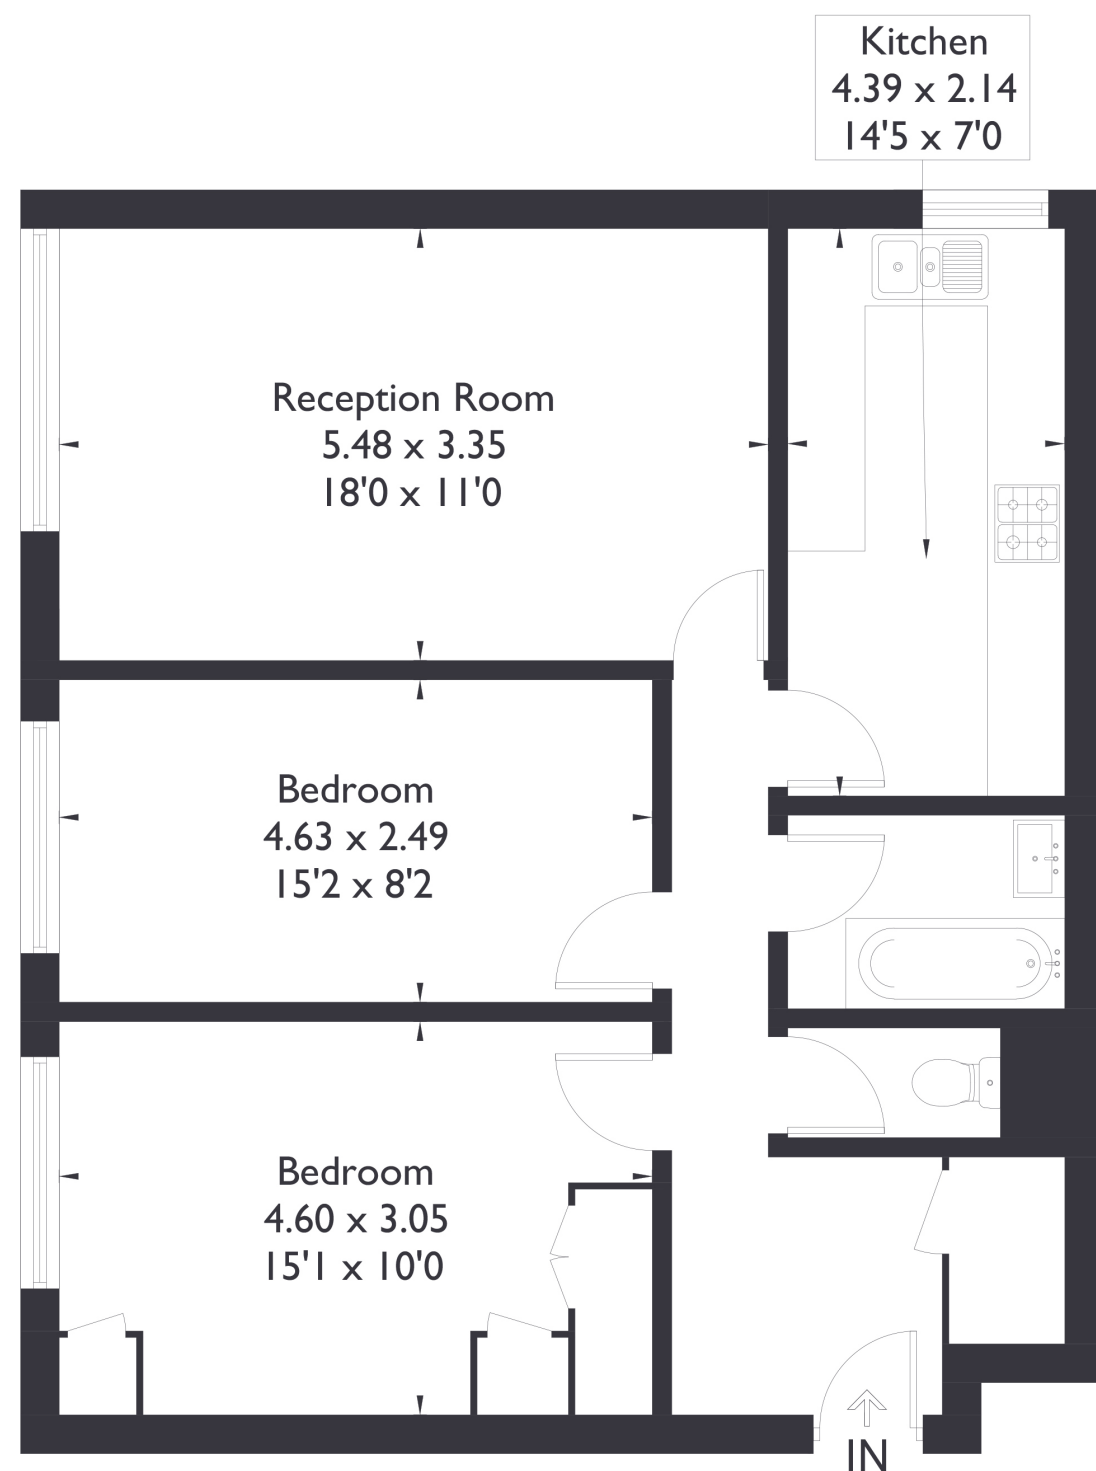 Kitchen
4.39 x 2.14
14'5 x 7'0
Reception Room
5.48 x 3.35
18'0 x 11'0
Bedroom
4.63 x 2.49
15'2 x 8'2
Bedroom
4.60 x 3.05
15'1 x 10'0
IN